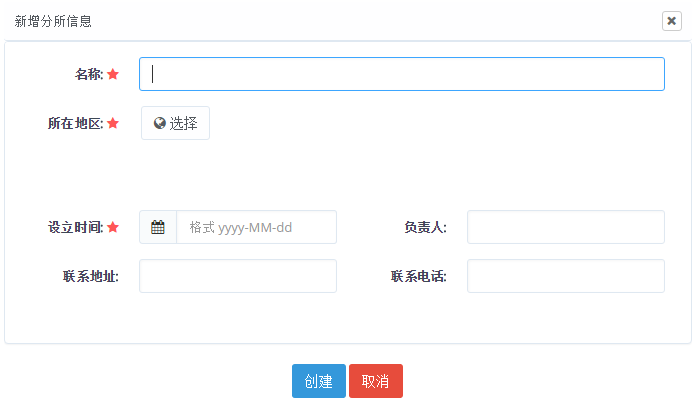 新增分所信息
名称:
所在地区: 选择
设立时间: 格式 yyyy-MM-dd 负责人:
联系地址: 联系电话:
创建 取消